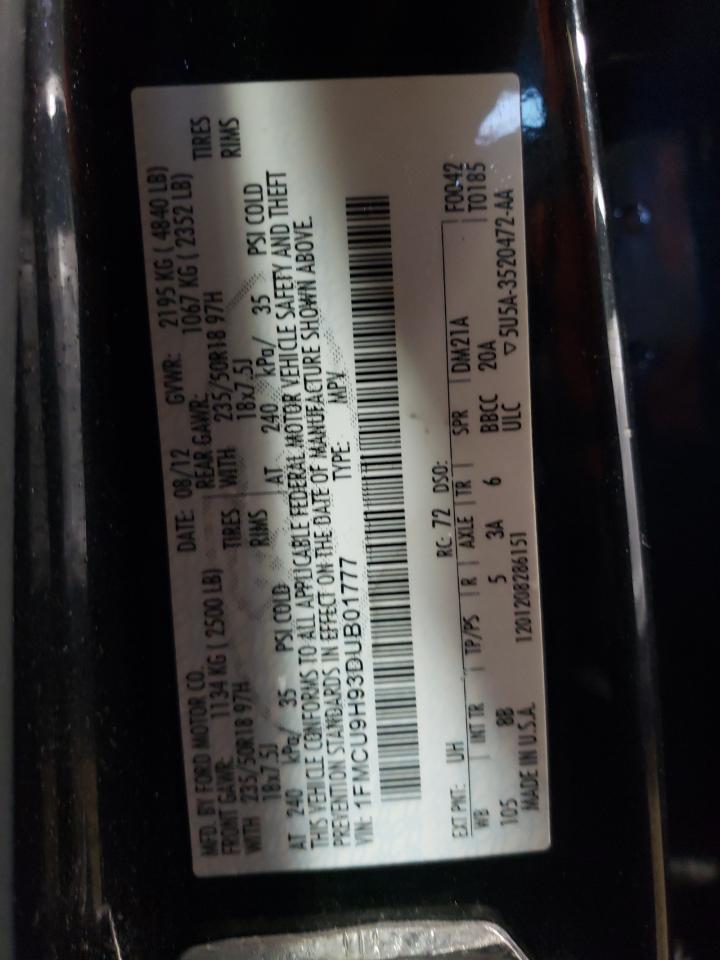 MFD. BY FORD MOTOR CO. DATE: 08/12 GVWR: 2195 KG ( 4840 LB)
FRONT GAWR: 1134 KG ( 2500 LB) REAR GAWR: 1067 KG ( 2352 LB)
WITH 235/50R18 97H TIRES WITH 235/50R18 97H TIRES
18x7.5J RIMS 18x7.5J RIMS
AT 240 kPa/ 35 PSI COLD AT 240 kPa/ 35 PSI COLD
THIS VEHICLE CONFORMS TO ALL APPLICABLE FEDERAL MOTOR VEHICLE SAFETY AND THEFT
PREVENTION STANDARDS IN EFFECT ON THE DATE OF MANUFACTURE SHOWN ABOVE.
VIN: 1FMCU9H93DUB01777 TYPE: MPV
EXT PNT: UH RC: 72 DSO: F0042
WB INT TR TP/PS R AXLE TR SPR DM21A T0185
105 BB 5 3A 6 BBCC 20A
MADE IN U.S.A. ULC ▽5U5A-3520472-AA
1201208286151